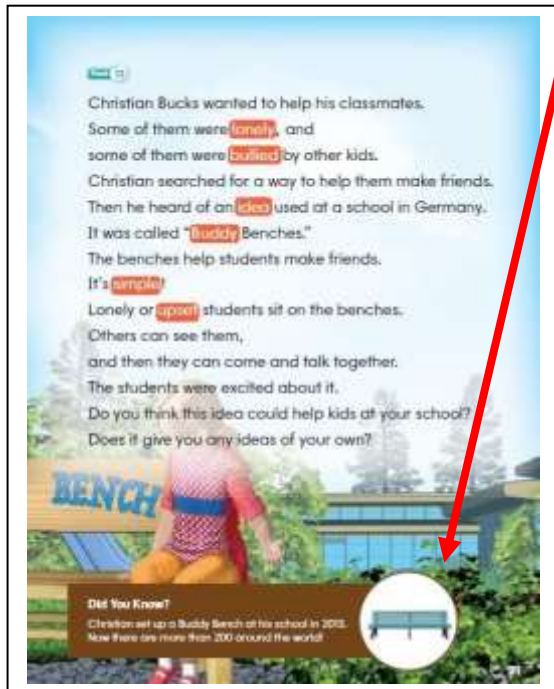 Christian Bucks wanted to help his classmates.
Some of them were lonely, and
some of them were bullied by other kids.
Christian searched for a way to help them make friends.
Then he heard of an idea used at a school in Germany.
It was called "Buddy Benches."
The benches help students make friends.
It's simple!
Lonely or upset students sit on the benches.
Others can see them,
and then they can come and talk together.
The students were excited about it.
Do you think this idea could help kids at your school?
Does it give you any ideas of your own?
BENCH
Did You Know?
Christian set up a Buddy Bench at his school in 2013.
Now there are more than 200 around the world!